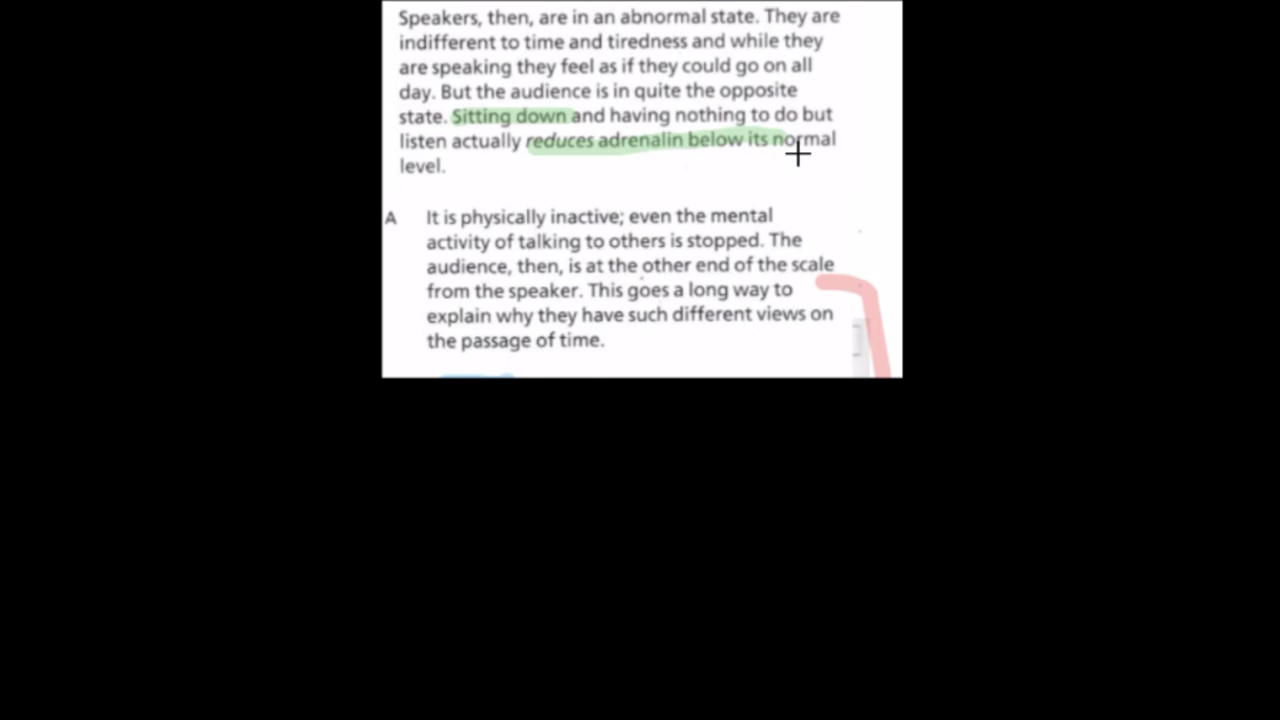 Speakers, then, are in an abnormal state. They are
indifferent to time and tiredness and while they
are speaking they feel as if they could go on all
day. But the audience is in quite the opposite
state. Sitting down and having nothing to do but
listen actually reduces adrenalin below its normal
level.
A It is physically inactive; even the mental
activity of talking to others is stopped. The
audience, then, is at the other end of the scale
from the speaker. This goes a long way to
explain why they have such different views on
the passage of time.